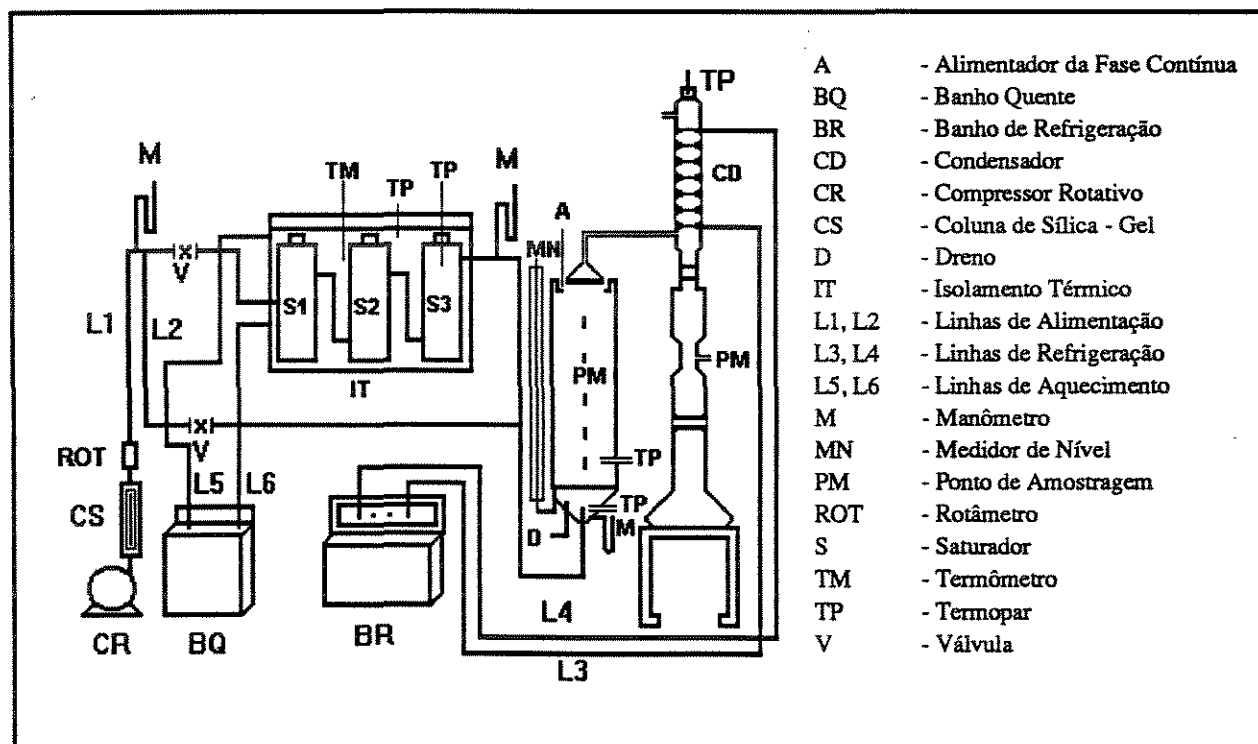 TP
M
M
TM
TP
TP
CD
A
MN
V
S1
S2
S3
L1
L2
PM
PM
IT
V
ROT
L5
L6
TP
CS
TP
D
M
L4
CR
BQ
BR
L3
A - Alimentador da Fase Contínua
BQ - Banho Quente
BR - Banho de Refrigeração
CD - Condensador
CR - Compressor Rotativo
CS - Coluna de Sílica - Gel
D - Dreno
IT - Isolamento Térmico
L1, L2 - Linhas de Alimentação
L3, L4 - Linhas de Refrigeração
L5, L6 - Linhas de Aquecimento
M - Manômetro
MN - Medidor de Nível
PM - Ponto de Amostragem
ROT - Rotâmetro
S - Saturador
TM - Termômetro
TP - Termopar
V - Válvula